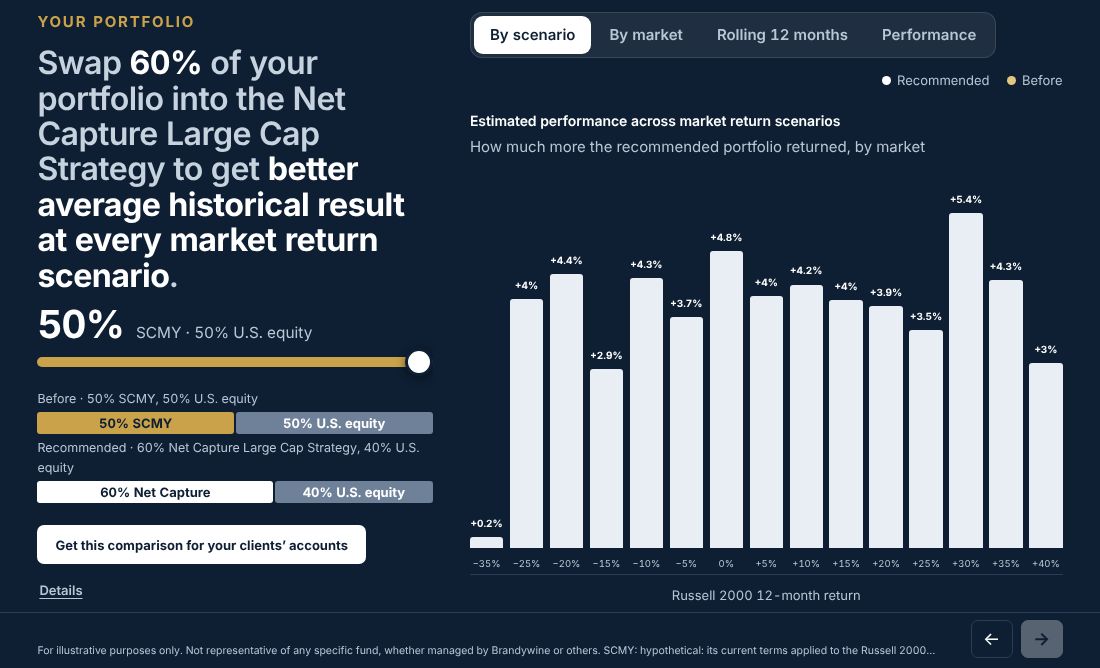 YOUR PORTFOLIO
Swap 60% of your
portfolio into the Net
Capture Large Cap
Strategy to get better
average historical result
at every market return
scenario.
50% SCMY · 50% U.S. equity
Before · 50% SCMY, 50% U.S. equity
50% SCMY 50% U.S. equity
Recommended · 60% Net Capture Large Cap Strategy, 40% U.S.
equity
60% Net Capture 40% U.S. equity
Get this comparison for your clients’ accounts
Details
By scenario By market Rolling 12 months Performance
Recommended Before
Estimated performance across market return scenarios
How much more the recommended portfolio returned, by market
+0.2% +4% +4.4% +2.9% +4.3% +3.7% +4.8% +4% +4.2% +4% +3.9% +3.5% +5.4% +4.3% +3%
−35% −25% −20% −15% −10% −5% 0% +5% +10% +15% +20% +25% +30% +35% +40%
Russell 2000 12-month return
For illustrative purposes only. Not representative of any specific fund, whether managed by Brandywine or others. SCMY: hypothetical: its current terms applied to the Russell 2000…
← →